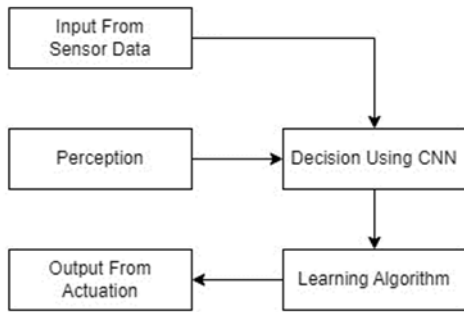 Input From
Sensor Data
Perception
Decision Using CNN
Output From
Actuation
Learning Algorithm